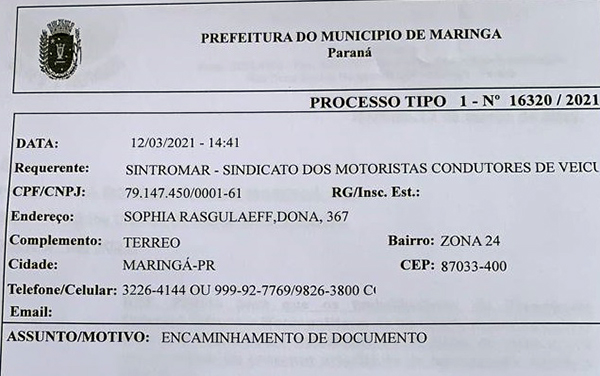 PREFEITURA DO MUNICIPIO DE MARINGA
Paraná
PROCESSO TIPO 1 - Nº 16320 / 2021
DATA: 12/03/2021 - 14:41
Requerente: SINTROMAR - SINDICATO DOS MOTORISTAS CONDUTORES DE VEICU
CPF/CNPJ: 79.147.450/0001-61 RG/Insc. Est.:
Endereço: SOPHIA RASGULAEFF,DONA, 367
Complemento: TERREO Bairro: ZONA 24
Cidade: MARINGÁ-PR CEP: 87033-400
Telefone/Celular: 3226-4144 OU 999-92-7769/9826-3800
Email:
ASSUNTO/MOTIVO: ENCAMINHAMENTO DE DOCUMENTO